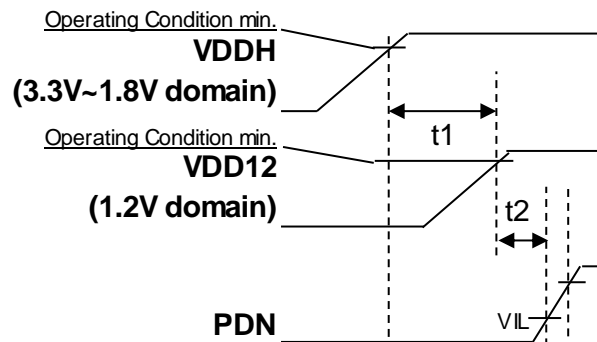 Operating Condition min.
VDDH
(3.3V~1.8V domain)
t1
Operating Condition min.
VDD12
(1.2V domain)
t2
VIL
PDN